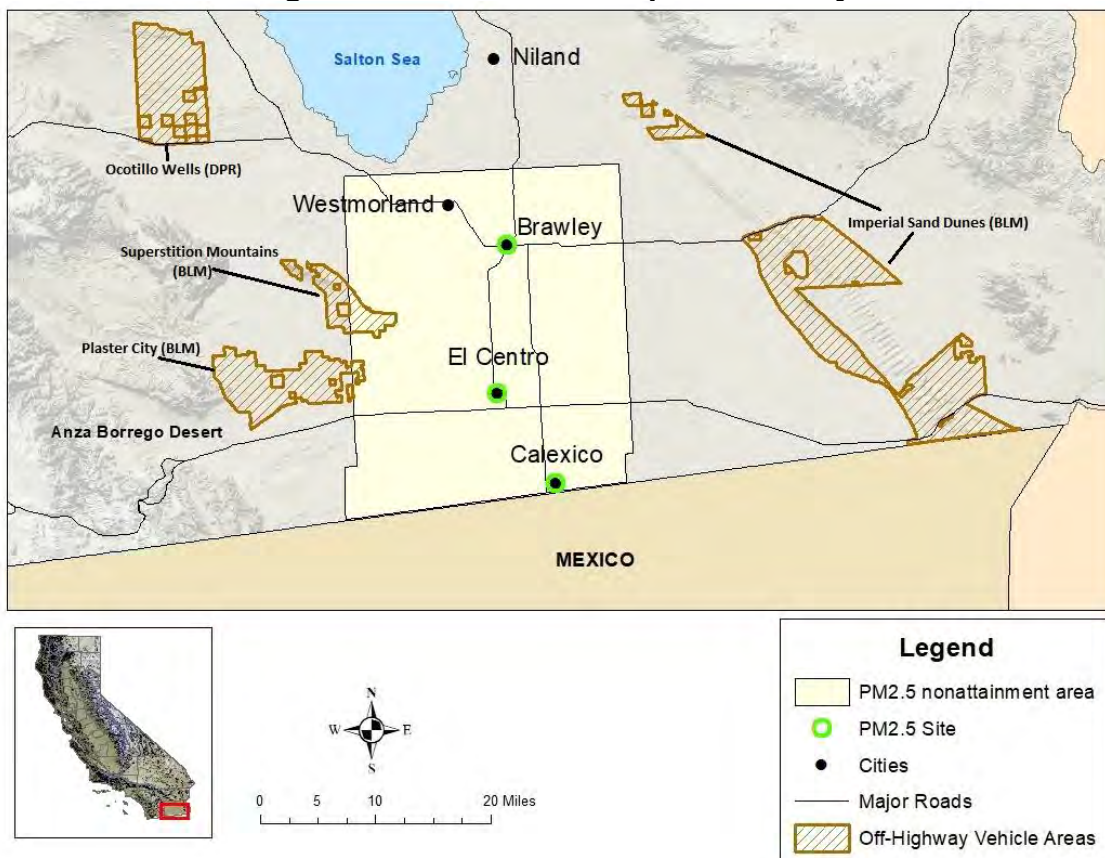 Salton Sea
Niland
Ocotillo Wells (DPR)
Westmorland
Brawley
Imperial Sand Dunes (BLM)
Superstition Mountains
(BLM)
Plaster City (BLM)
El Centro
Anza Borrego Desert
Calexico
MEXICO
N
W E
S
0 5 10 20 Miles
Legend
PM2.5 nonattainment area
PM2.5 Site
Cities
Major Roads
Off-Highway Vehicle Areas